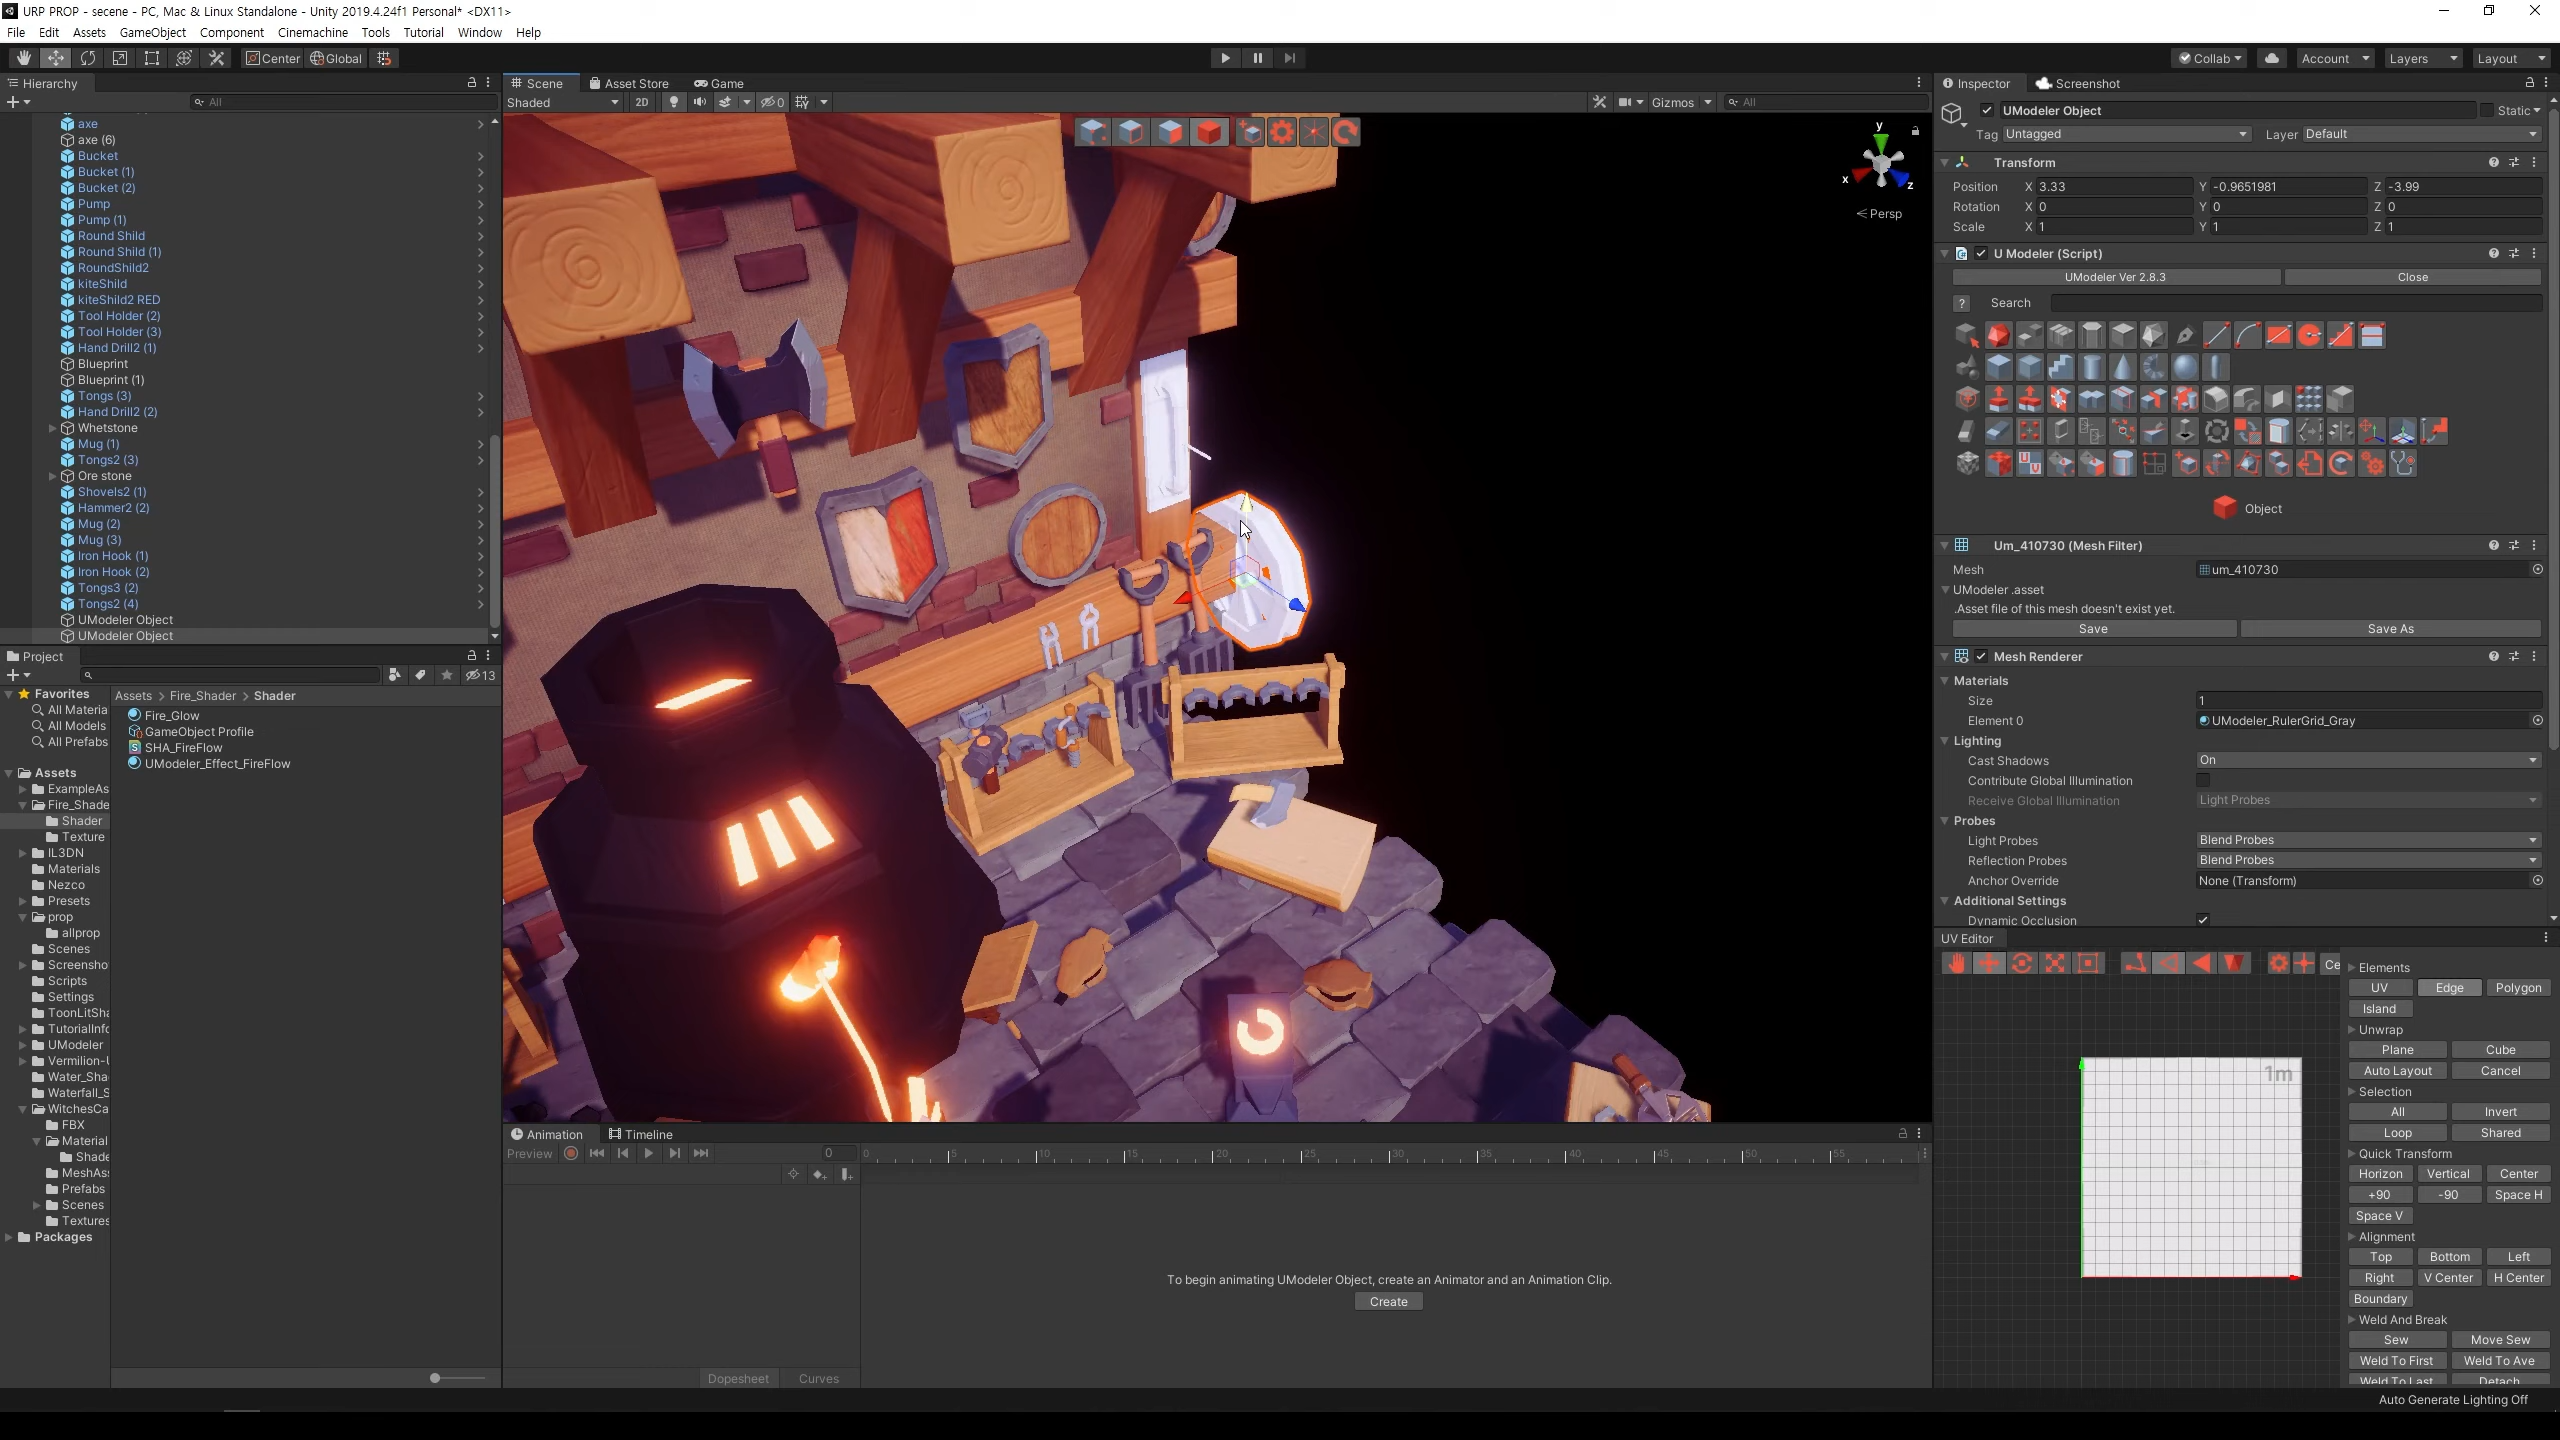 URP PROP - secene - PC, Mac & Linux Standalone - Unity 2019.4.24f1 Personal* <DX11>
File Edit Assets GameObject Component Cinemachine Tools Tutorial Window Help
Center Global Collab Account Layers Layout
Hierarchy
All
axe
axe (6)
Bucket
Bucket (1)
Bucket (2)
Pump
Pump (1)
Round Shild
Round Shild (1)
RoundShild2
kiteShild
kiteShild2 RED
Tool Holder (2)
Tool Holder (3)
Hand Drill2 (1)
Blueprint
Blueprint (1)
Tongs (3)
Hand Drill2 (2)
Whetstone
Mug (1)
Tongs2 (3)
Ore stone
Shovels2 (1)
Hammer2 (2)
Mug (2)
Mug (3)
Iron Hook (1)
Iron Hook (2)
Tongs3 (2)
Tongs2 (4)
UModeler Object
UModeler Object
Project
13
Favorites
All Materia
All Models
All Prefabs
Assets
ExampleAs
Fire_Shade
Shader
Texture
IL3DN
Materials
Nezco
Presets
prop
allprop
Scenes
Screensho
Scripts
Settings
ToonLitSha
TutorialInfo
UModeler
Vermilion-U
Water_Sha
Waterfall_S
WitchesCa
FBX
Material
Shade
MeshAss
Prefabs
Scenes
Textures
Packages
Assets > Fire_Shader > Shader
Fire_Glow
GameObject Profile
SHA_FireFlow
UModeler_Effect_FireFlow
Scene Asset Store Game
Shaded 2D 0 Gizmos All
y
x z
Persp
Animation Timeline
Preview 0 0 5 10 15 20 25 30 35 40 45 50 55
To begin animating UModeler Object, create an Animator and an Animation Clip.
Create
Dopesheet Curves
Inspector Screenshot
UModeler Object Static
Tag Untagged Layer Default
Transform
Position X 3.33 Y -0.9651981 Z -3.99
Rotation X 0 Y 0 Z 0
Scale X 1 Y 1 Z 1
U Modeler (Script)
UModeler Ver 2.8.3 Close
? Search
Object
Um_410730 (Mesh Filter)
Mesh um_410730
UModeler .asset
.Asset file of this mesh doesn't exist yet.
Save Save As
Mesh Renderer
Materials
Size 1
Element 0 UModeler_RulerGrid_Gray
Lighting
Cast Shadows On
Contribute Global Illumination
Receive Global Illumination Light Probes
Probes
Light Probes Blend Probes
Reflection Probes Blend Probes
Anchor Override None (Transform)
Additional Settings
Dynamic Occlusion
UV Editor
Ce
1m
Elements
UV Edge Polygon
Island
Unwrap
Plane Cube
Auto Layout Cancel
Selection
All Invert
Loop Shared
Quick Transform
Horizon Vertical Center
+90 -90 Space H
Space V
Alignment
Top Bottom Left
Right V Center H Center
Boundary
Weld And Break
Sew Move Sew
Weld To First Weld To Ave
Weld To Last Detach
Auto Generate Lighting Off